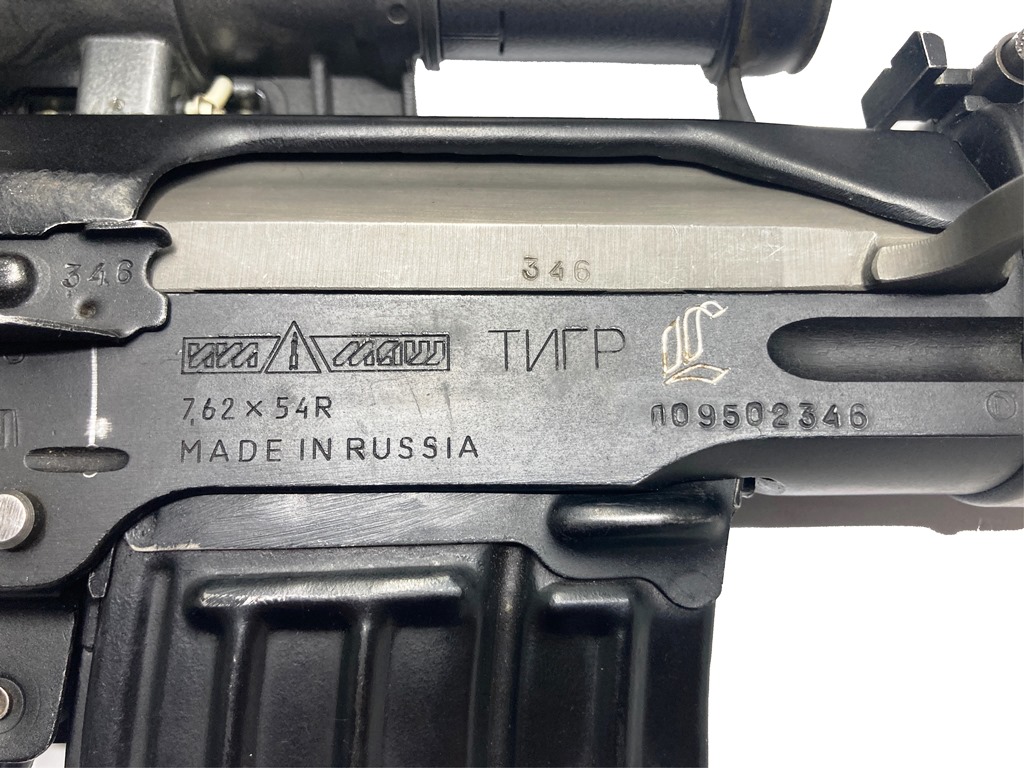 346
346
ИЖМАШ ТИГР
7,62 × 54R
109502346
MADE IN RUSSIA